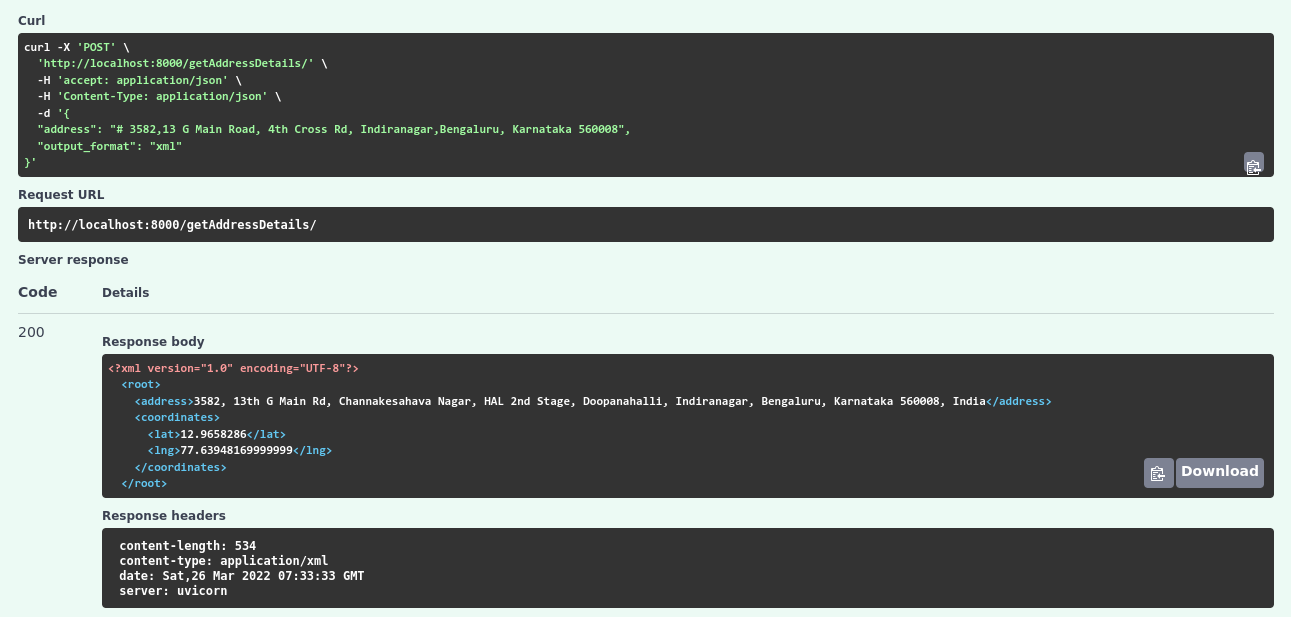 Curl
curl -X 'POST' \
  'http://localhost:8000/getAddressDetails/' \
  -H 'accept: application/json' \
  -H 'Content-Type: application/json' \
  -d '{
  "address": "# 3582,13 G Main Road, 4th Cross Rd, Indiranagar,Bengaluru, Karnataka 560008",
  "output_format": "xml"
}'
Request URL
http://localhost:8000/getAddressDetails/
Server response
Code Details
200
Response body
<?xml version="1.0" encoding="UTF-8"?>
  <root>
    <address>3582, 13th G Main Rd, Channakesahava Nagar, HAL 2nd Stage, Doopanahalli, Indiranagar, Bengaluru, Karnataka 560008, India</address>
    <coordinates>
      <lat>12.9658286</lat>
      <lng>77.63948169999999</lng>
    </coordinates>
  </root>
Download
Response headers
content-length: 534
content-type: application/xml
date: Sat,26 Mar 2022 07:33:33 GMT
server: uvicorn